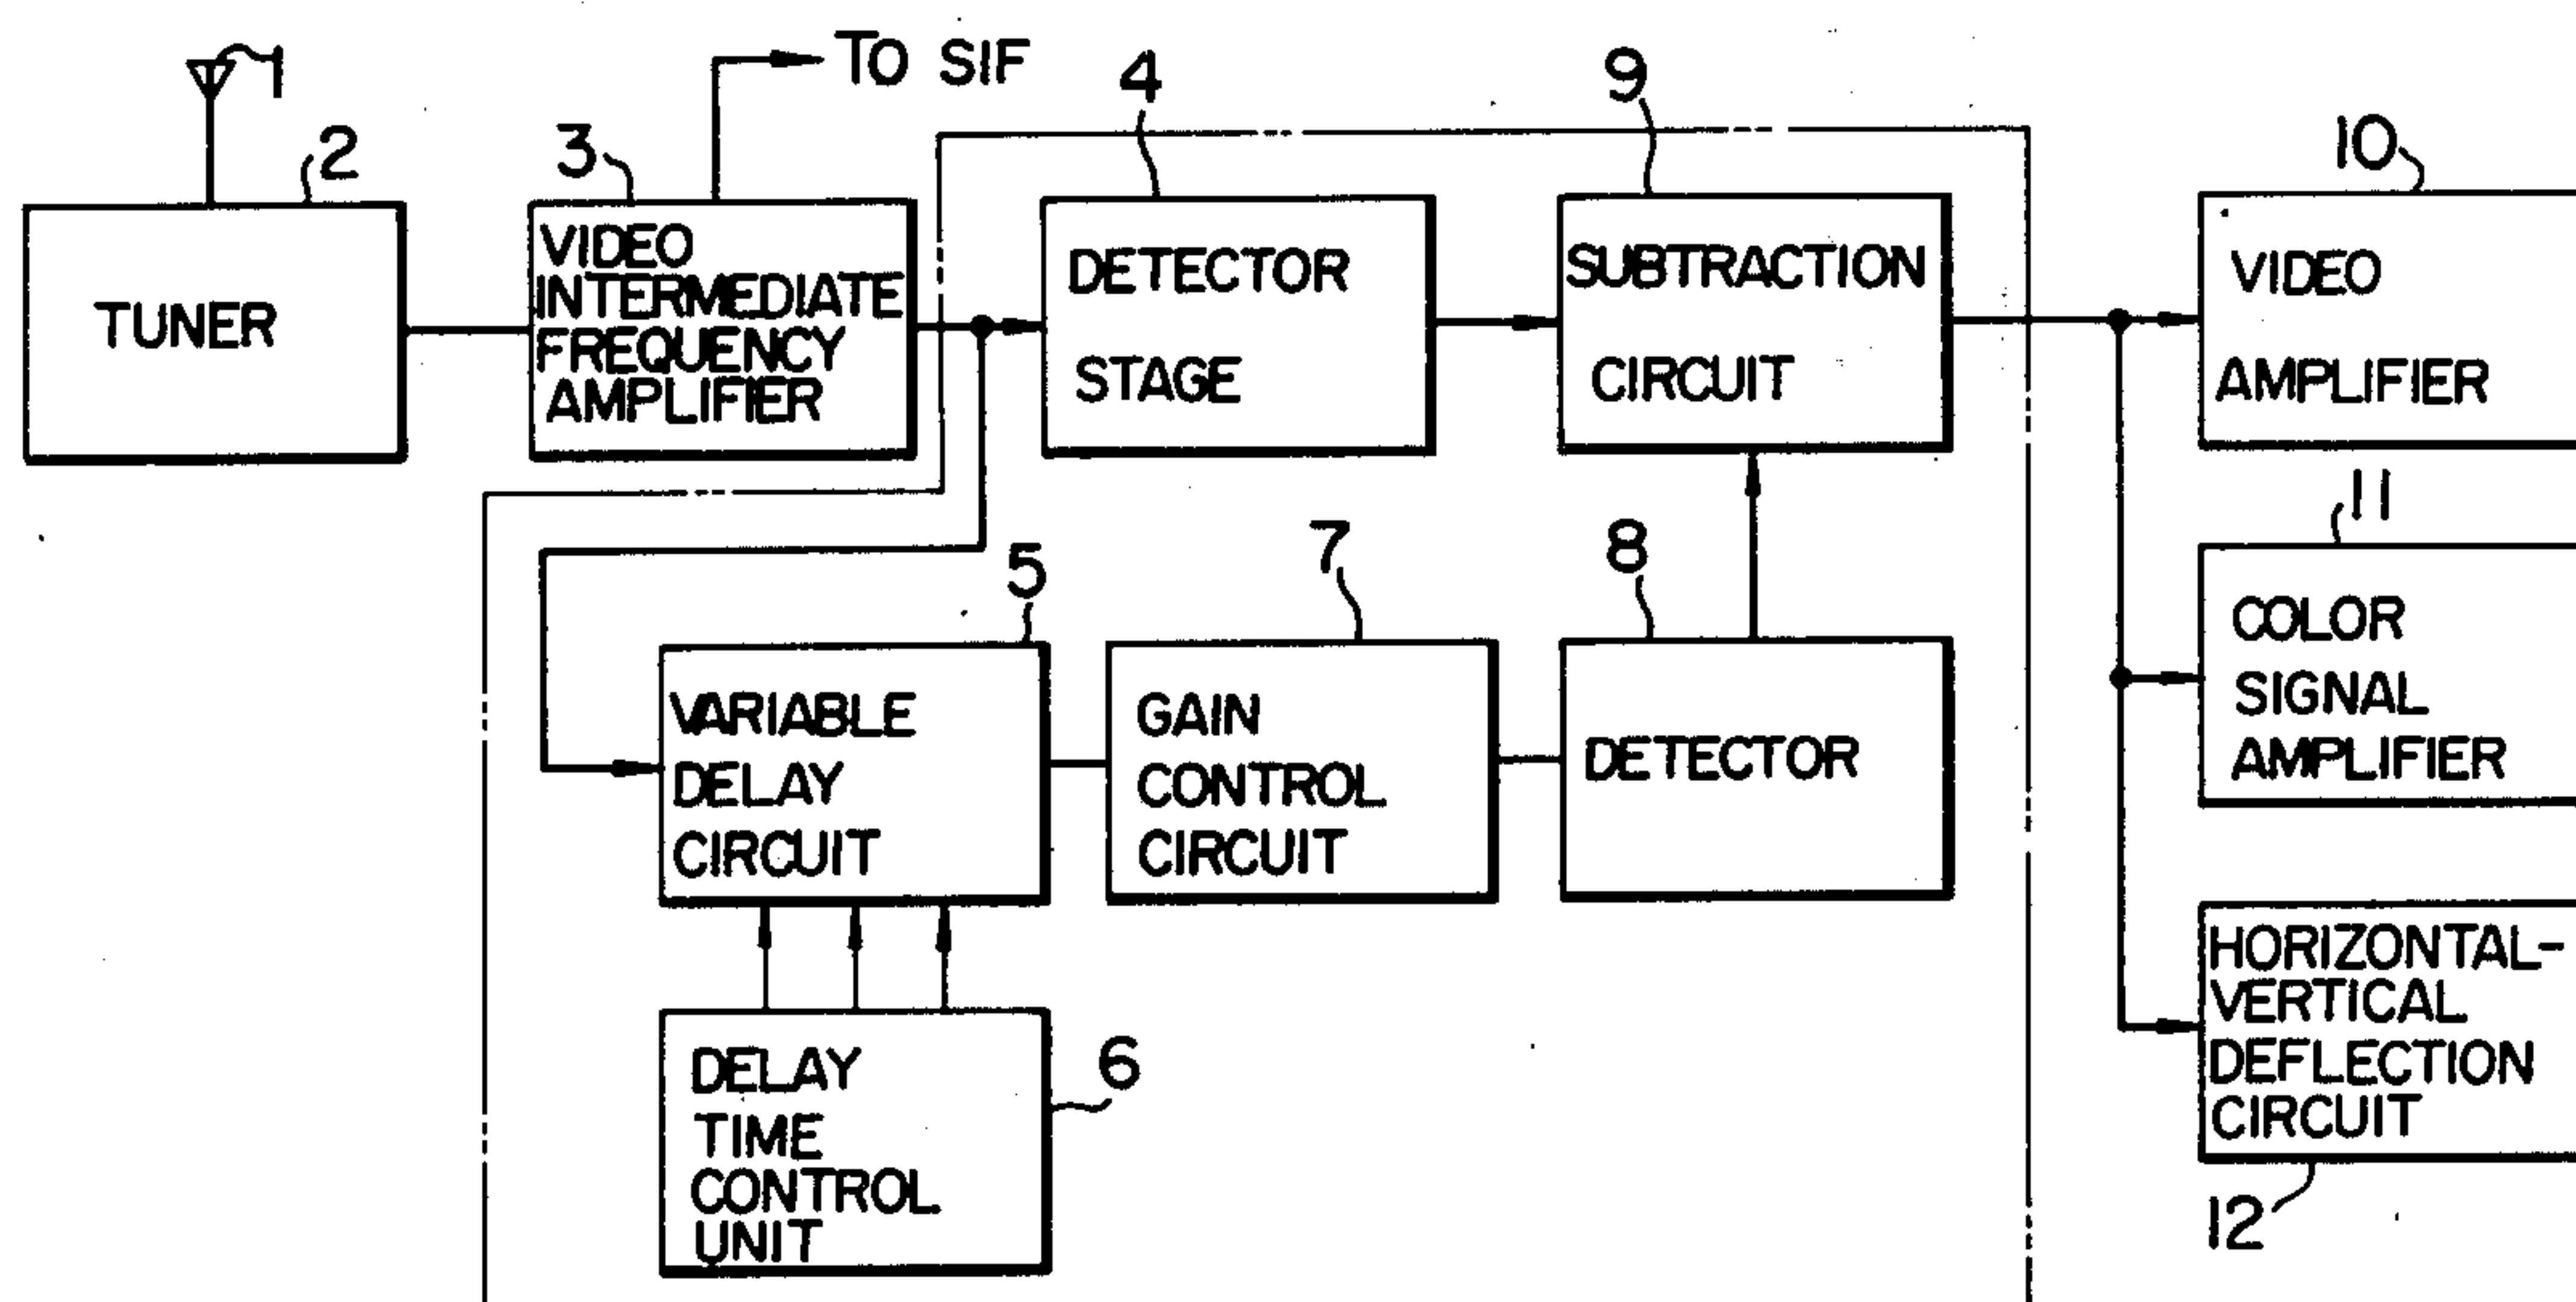 1
TO SIF
2
3
4
9
10
TUNER
VIDEO
INTERMEDIATE
FREQUENCY
AMPLIFIER
DETECTOR
STAGE
SUBTRACTION
CIRCUIT
VIDEO
AMPLIFIER
5
7
8
11
VARIABLE
DELAY
CIRCUIT
GAIN
CONTROL
CIRCUIT
DETECTOR
COLOR
SIGNAL
AMPLIFIER
6
DELAY
TIME
CONTROL
UNIT
HORIZONTAL-
VERTICAL
DEFLECTION
CIRCUIT
12